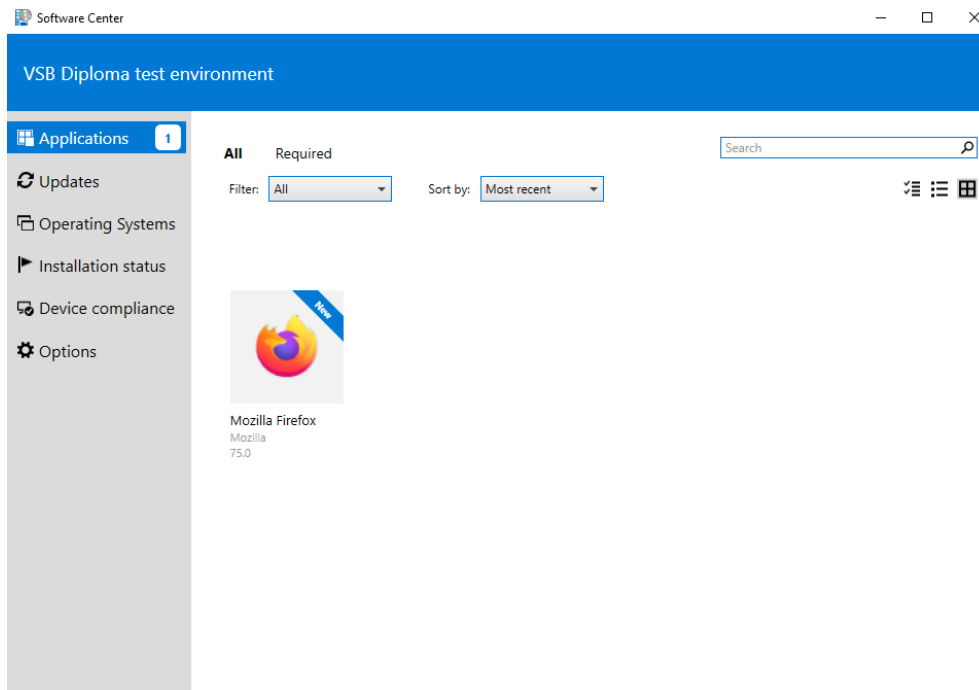 Software Center
VSB Diploma test environment
Applications 1
Updates
Operating Systems
Installation status
Device compliance
Options
All Required
Search
Filter: All Sort by: Most recent
New
Mozilla Firefox
Mozilla
75.0